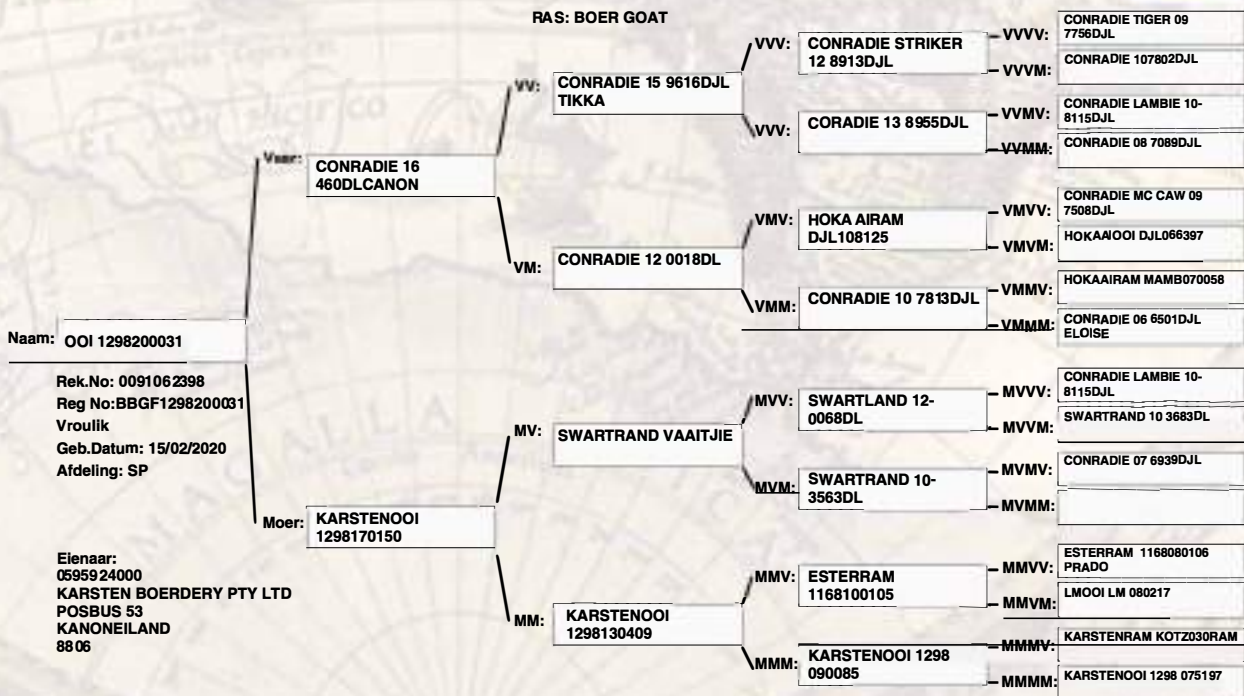 RAS: BOER GOAT
Naam: OOI 1298200031
Rek.No: 0091062398
Reg No:BBGF1298200031
Vroulik
Geb.Datum: 15/02/2020
Afdeling: SP
Eienaar:
0595924000
KARSTEN BOERDERY PTY LTD
POSBUS 53
KANONEILAND
8806
Vaar: CONRADIE 16
460DLCANON
Moer: KARSTENOOI
1298170150
VV: CONRADIE 15 9616DJL
TIKKA
VM: CONRADIE 12 0018DL
MV: SWARTRAND VAAITJIE
MM: KARSTENOOI
1298130409
VVV: CONRADIE STRIKER
12 8913DJL
VVV: CORADIE 13 8955DJL
VMV: HOKA AIRAM
DJL108125
VMM: CONRADIE 10 7813DJL
MVV: SWARTLAND 12-
0068DL
MVM: SWARTRAND 10-
3563DL
MMV: ESTERRAM
1168100105
MMM: KARSTENOOI 1298
090085
VVVV: CONRADIE TIGER 09
7756DJL
VVVM: CONRADIE 107802DJL
VVMV: CONRADIE LAMBIE 10-
8115DJL
VVMM: CONRADIE 08 7089DJL
VMVV: CONRADIE MC CAW 09
7508DJL
VMVM: HOKAAIOOI DJL066397
VMMV: HOKAAIRAM MAMB070058
VMMM: CONRADIE 06 6501DJL
ELOISE
MVVV: CONRADIE LAMBIE 10-
8115DJL
MVVM: SWARTRAND 10 3683DL
MVMV: CONRADIE 07 6939DJL
MVMM:
MMVV: ESTERRAM 1168080106
PRADO
MMVM: LMOOI LM 080217
MMMV: KARSTENRAM KOTZ030RAM
MMMM: KARSTENOOI 1298 075197